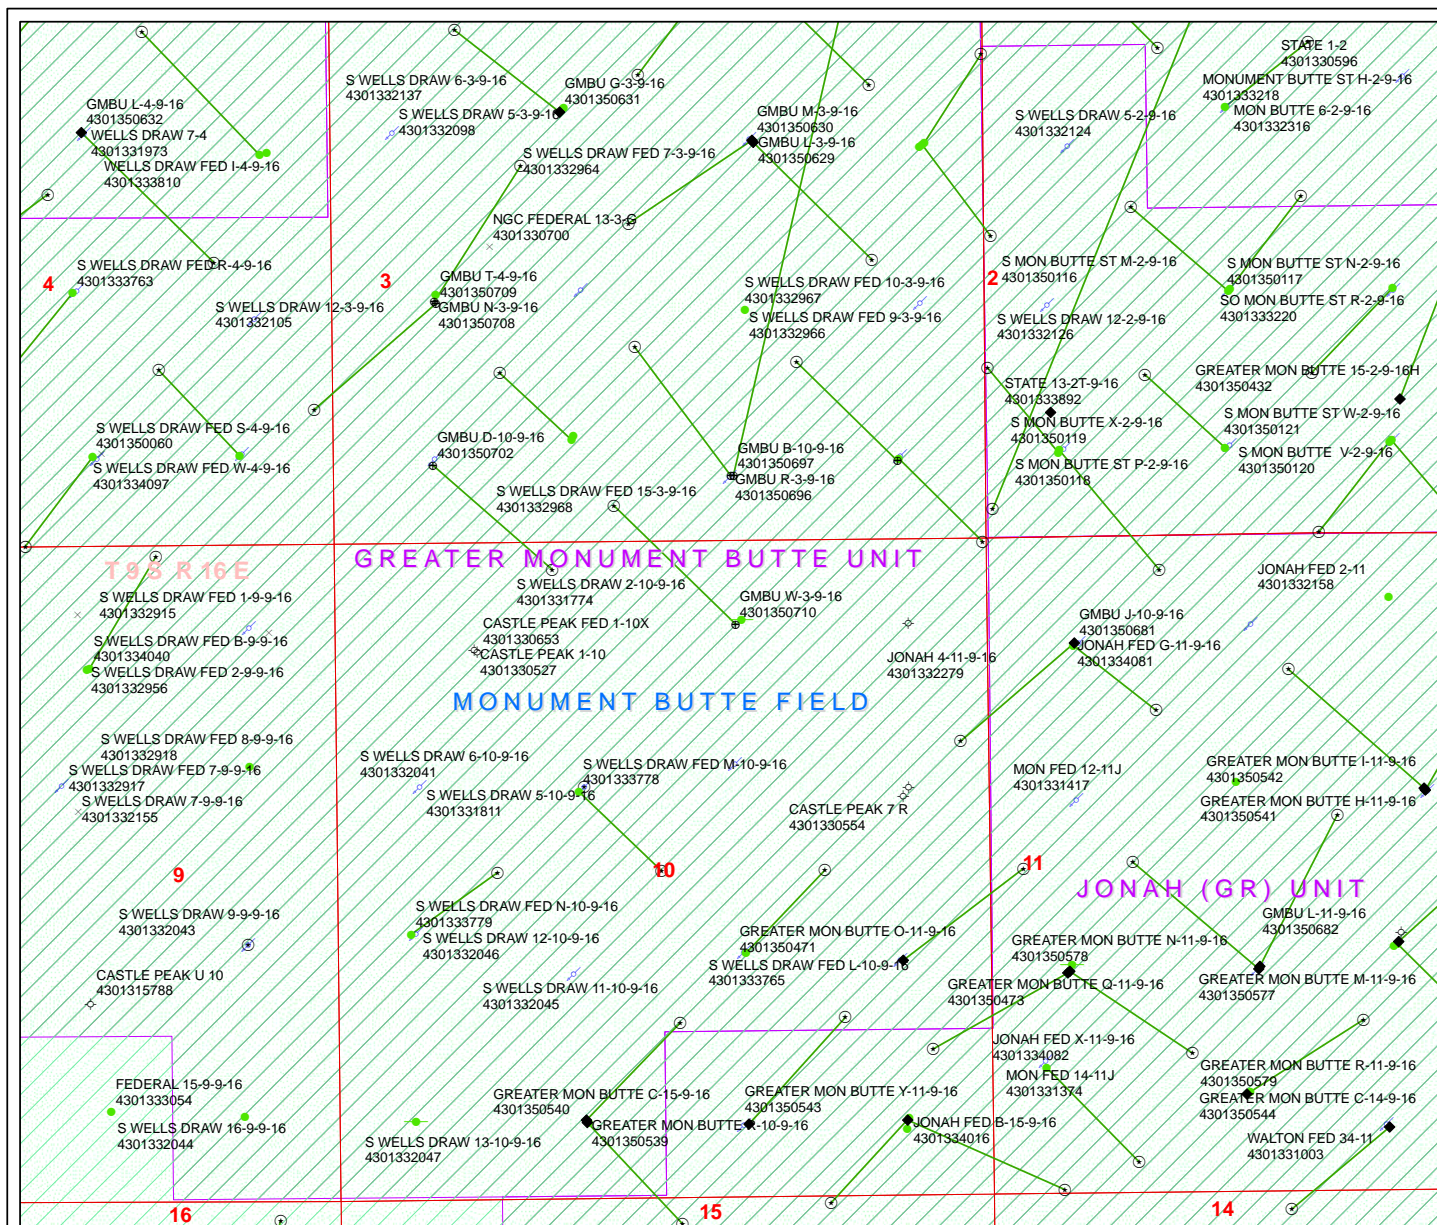 STATE 1-2
4301330596
S WELLS DRAW 6-3-9-16
4301332137
GMBU G-3-9-16
4301350631
MONUMENT BUTTE ST H-2-9-16
4301333218
GMBU L-4-9-16
4301350632
S WELLS DRAW 5-3-9-16
4301332098
GMBU M-3-9-16
4301350630
S WELLS DRAW 5-2-9-16
4301332124
MON BUTTE 6-2-9-16
4301332316
WELLS DRAW 7-4
4301331973
GMBU L-3-9-16
4301350629
S WELLS DRAW FED 7-3-9-16
4301332964
WELLS DRAW FED I-4-9-16
4301333810
NGC FEDERAL 13-3-G
4301330700
S WELLS DRAW FED R-4-9-16
4301333763
4
3
GMBU T-4-9-16
4301350709
S WELLS DRAW FED 10-3-9-16
4301332967
S MON BUTTE ST M-2-9-16
4301350116
2
S MON BUTTE ST N-2-9-16
4301350117
S WELLS DRAW 12-3-9-16
4301332105
GMBU N-3-9-16
4301350708
S WELLS DRAW FED 9-3-9-16
4301332966
S WELLS DRAW 12-2-9-16
4301332126
SO MON BUTTE ST R-2-9-16
4301333220
GREATER MON BUTTE 15-2-9-16H
4301350432
STATE 13-2T-9-16
4301333892
S WELLS DRAW FED S-4-9-16
4301350060
GMBU D-10-9-16
4301350702
GMBU B-10-9-16
4301350697
S MON BUTTE X-2-9-16
4301350119
S MON BUTTE ST W-2-9-16
4301350121
S WELLS DRAW FED W-4-9-16
4301334097
GMBU R-3-9-16
4301350696
S MON BUTTE ST P-2-9-16
4301350118
S MON BUTTE V-2-9-16
4301350120
S WELLS DRAW FED 15-3-9-16
4301332968
GREATER MONUMENT BUTTE UNIT
T9S R16E
S WELLS DRAW 2-10-9-16
4301331774
JONAH FED 2-11
4301332158
S WELLS DRAW FED 1-9-9-16
4301332915
GMBU W-3-9-16
4301350710
CASTLE PEAK FED 1-10X
4301330653
GMBU J-10-9-16
4301350681
S WELLS DRAW FED B-9-9-16
4301334040
CASTLE PEAK 1-10
4301330527
JONAH 4-11-9-16
4301332279
JONAH FED G-11-9-16
4301334081
S WELLS DRAW FED 2-9-9-16
4301332956
MONUMENT BUTTE FIELD
S WELLS DRAW FED 8-9-9-16
4301332918
S WELLS DRAW 6-10-9-16
4301332041
S WELLS DRAW FED M-10-9-16
4301333778
MON FED 12-11J
4301331417
GREATER MON BUTTE I-11-9-16
4301350542
S WELLS DRAW FED 7-9-9-16
4301332917
S WELLS DRAW 5-10-9-16
4301331811
CASTLE PEAK 7 R
4301330554
GREATER MON BUTTE H-11-9-16
4301350541
S WELLS DRAW 7-9-9-16
4301332155
9
10
11
JONAH (GR) UNIT
S WELLS DRAW 9-9-9-16
4301332043
S WELLS DRAW FED N-10-9-16
4301333779
GMBU L-11-9-16
4301350682
S WELLS DRAW 12-10-9-16
4301332046
GREATER MON BUTTE O-11-9-16
4301350471
GREATER MON BUTTE N-11-9-16
4301350578
S WELLS DRAW FED L-10-9-16
4301333765
CASTLE PEAK U 10
4301315788
S WELLS DRAW 11-10-9-16
4301332045
GREATER MON BUTTE Q-11-9-16
4301350473
GREATER MON BUTTE M-11-9-16
4301350577
JONAH FED X-11-9-16
4301334082
FEDERAL 15-9-9-16
4301333054
GREATER MON BUTTE C-15-9-16
4301350540
GREATER MON BUTTE Y-11-9-16
4301350543
MON FED 14-11J
4301331374
GREATER MON BUTTE R-11-9-16
4301350579
S WELLS DRAW 16-9-9-16
4301332044
S WELLS DRAW 13-10-9-16
4301332047
GREATER MON BUTTE R-10-9-16
4301350539
JONAH FED B-15-9-16
4301334016
GREATER MON BUTTE C-14-9-16
4301350544
WALTON FED 34-11
4301331003
16
15
14